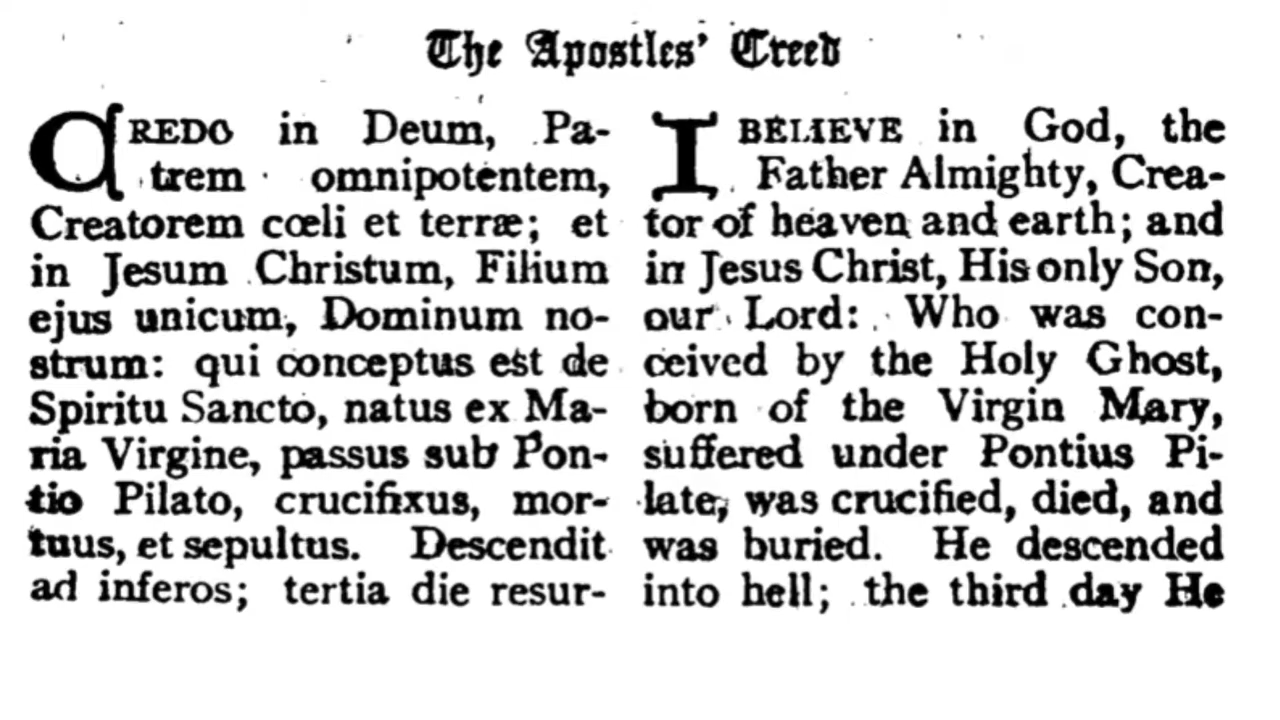 The Apostles' Creed
CREDO in Deum, Pa-
trem omnipotentem,
Creatorem cœli et terræ; et
in Jesum Christum, Filium
ejus unicum, Dominum no-
strum: qui conceptus est de
Spiritu Sancto, natus ex Ma-
ria Virgine, passus sub Pon-
tio Pilato, crucifixus, mor-
tuus, et sepultus. Descendit
ad inferos; tertia die resur-
I BELIEVE in God, the
Father Almighty, Crea-
tor of heaven and earth; and
in Jesus Christ, His only Son,
our Lord: Who was con-
ceived by the Holy Ghost,
born of the Virgin Mary,
suffered under Pontius Pi-
late, was crucified, died, and
was buried. He descended
into hell; the third day He